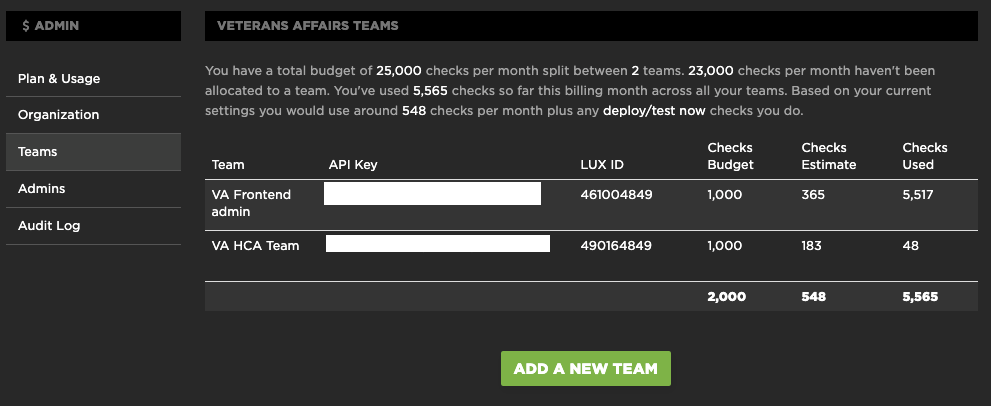 $ ADMIN
Plan & Usage
Organization
Teams
Admins
Audit Log
VETERANS AFFAIRS TEAMS
You have a total budget of 25,000 checks per month split between 2 teams. 23,000 checks per month haven't been
allocated to a team. You've used 5,565 checks so far this billing month across all your teams. Based on your current
settings you would use around 548 checks per month plus any deploy/test now checks you do.
Team API Key LUX ID Checks Budget Checks Estimate Checks Used
VA Frontend admin 461004849 1,000 365 5,517
VA HCA Team 490164849 1,000 183 48
2,000 548 5,565
ADD A NEW TEAM